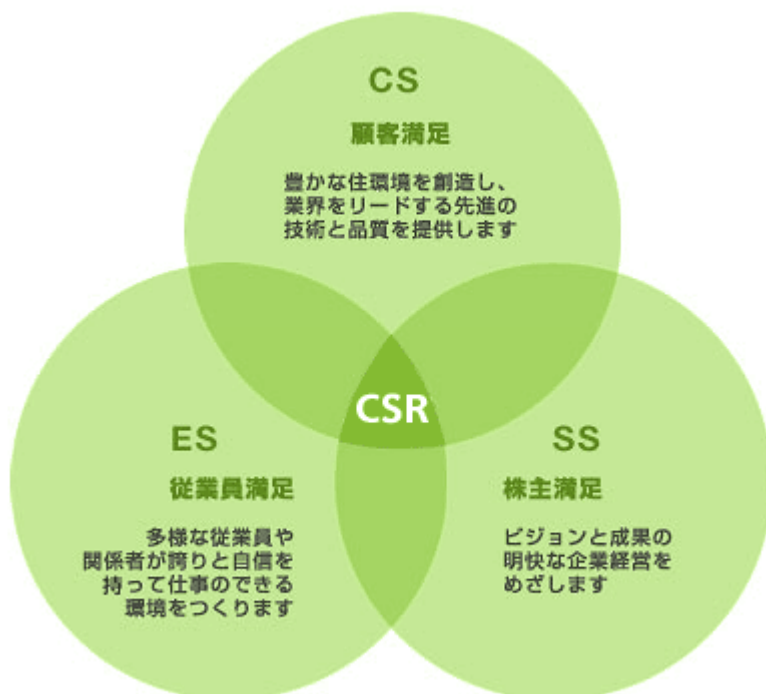 CS
顧客満足
豊かな住環境を創造し、
業界をリードする先進の
技術と品質を提供します
CSR
ES
従業員満足
多様な従業員や
関係者が誇りと自信を
持って仕事のできる
環境をつくります
SS
株主満足
ビジョンと成果の
明快な企業経営を
めざします